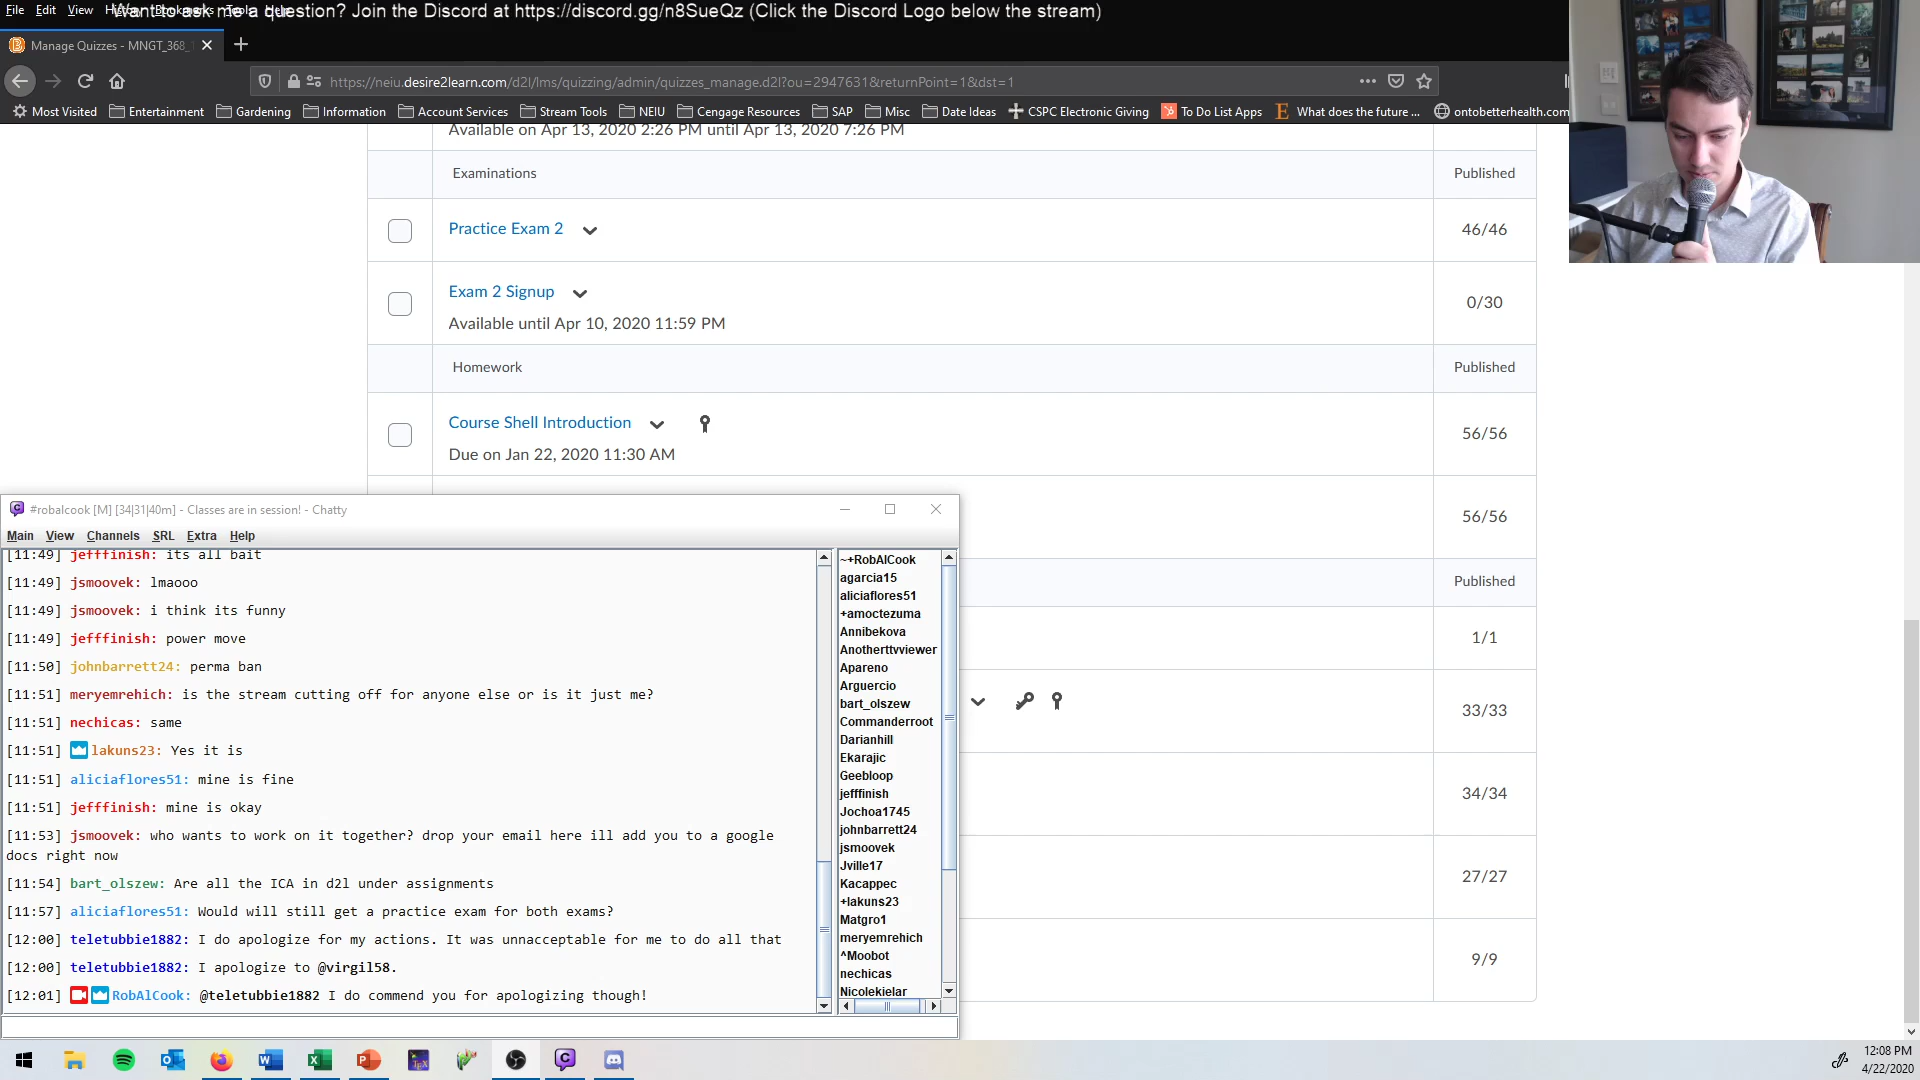 File Edit View
Tools Help
Want to ask me a question? Join the Discord at https://discord.gg/n8SueQz (Click the Discord Logo below the stream)
Manage Quizzes - MNGT_368_
https://neiu.desire2learn.com/d2l/lms/quizzing/admin/quizzes_manage.d2l?ou=2947631&returnPoint=1&dst=1
Most Visited Entertainment Gardening Information Account Services Stream Tools NEIU Cengage Resources SAP Misc Date Ideas CSPC Electronic Giving To Do List Apps What does the future ... ontobetterhealth.com
Available on Apr 13, 2020 2:26 PM until Apr 13, 2020 7:26 PM
Examinations Published
Practice Exam 2 46/46
Exam 2 Signup
Available until Apr 10, 2020 11:59 PM
0/30
Homework Published
Course Shell Introduction
Due on Jan 22, 2020 11:30 AM
56/56
56/56
Published
1/1
33/33
34/34
27/27
9/9
#robalcook [M] [34|31|40m] - Classes are in session! - Chatty
Main View Channels SRL Extra Help
[11:49] jefffinish: its all bait
[11:49] jsmoovek: lmaooo
[11:49] jsmoovek: i think its funny
[11:49] jefffinish: power move
[11:50] johnbarrett24: perma ban
[11:51] meryemrehich: is the stream cutting off for anyone else or is it just me?
[11:51] nechicas: same
[11:51] lakuns23: Yes it is
[11:51] aliciaflores51: mine is fine
[11:51] jefffinish: mine is okay
[11:53] jsmoovek: who wants to work on it together? drop your email here ill add you to a google
docs right now
[11:54] bart_olszew: Are all the ICA in d2l under assignments
[11:57] aliciaflores51: Would will still get a practice exam for both exams?
[12:00] teletubbie1882: I do apologize for my actions. It was unacceptable for me to do all that
[12:00] teletubbie1882: I apologize to @virgil58.
[12:01] RobAlCook: @teletubbie1882 I do commend you for apologizing though!
~+RobAlCook
agarcia15
aliciaflores51
+amoctezuma
Annibekova
Anotherttvviewer
Apareno
Arguercio
bart_olszew
Commanderroot
Darianhill
Ekarajic
Geebloop
jefffinish
Jochoa1745
johnbarrett24
jsmoovek
Jville17
Kacappec
+lakuns23
Matgro1
meryemrehich
^Moobot
nechicas
Nicolekielar
12:08 PM
4/22/2020